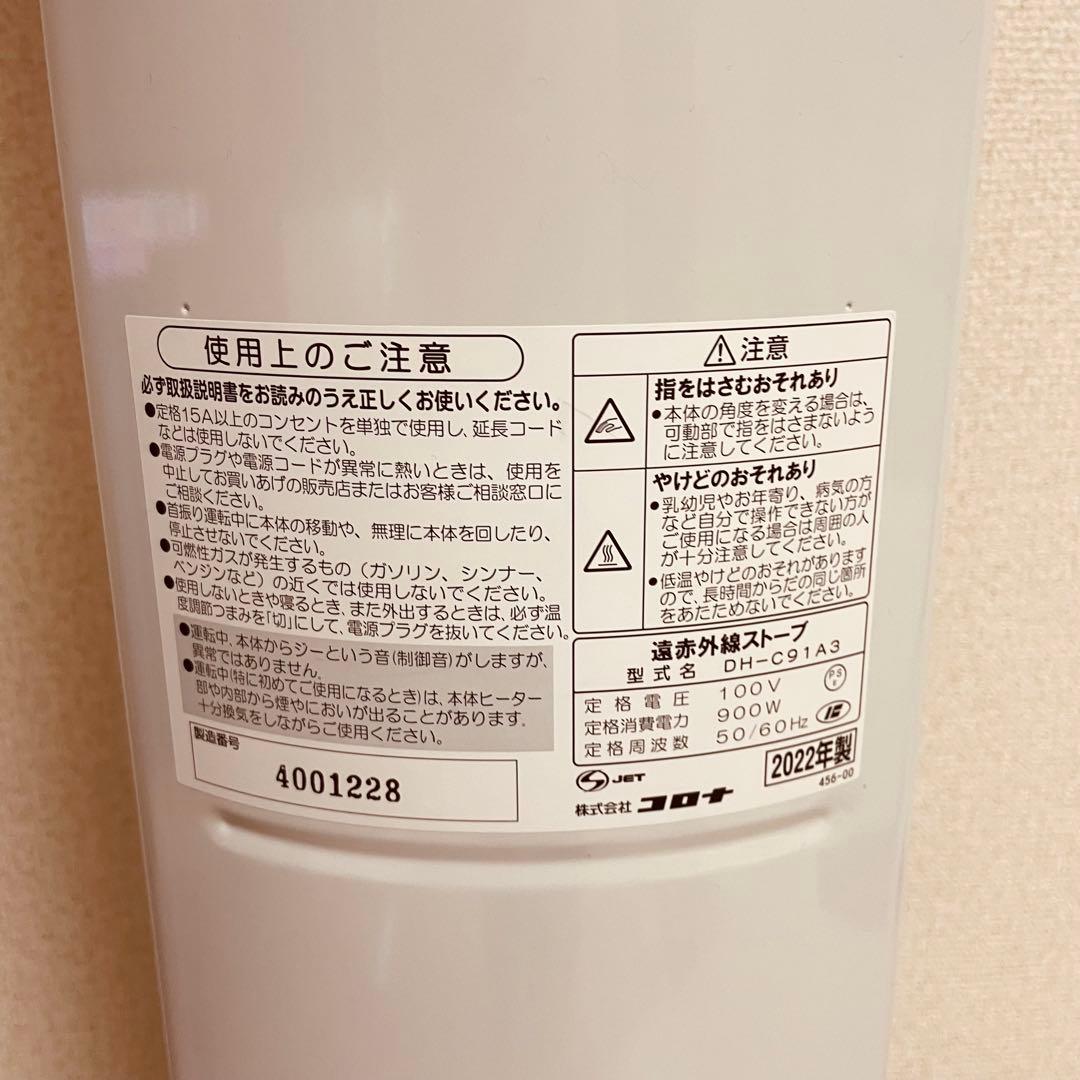 使用上のご注意
必ず取扱説明書をお読みのうえ正しくお使いください。
●定格15A以上のコンセントを単独で使用し、延長コード
などは使用しないでください。
●電源プラグや電源コードが異常に熱いときは、使用を
中止してお買いあげの販売店またはお客様ご相談窓口に
ご相談ください。
●首振り運転中に本体の移動や、無理に本体を回したり、
停止させないでください。
●可燃性ガスが発生するもの（ガソリン、シンナー、
ベンジンなど）の近くでは使用しないでください。
●使用しないときや寝るとき、また外出するときは、必ず温
度調節つまみを「切」にして、電源プラグを抜いてください。
●運転中、本体からジーという音(制御音)がしますが、
異常ではありません。
●運転中(特に初めてご使用になるとき)は、本体ヒーター
部や内部から煙やにおいが出ることがあります。
十分換気をしながらご使用ください。
製造番号
4001228
⚠注意
指をはさむおそれあり
●本体の角度を変える場合は、
可動部で指をはさまないよう
に注意してください。
やけどのおそれあり
●乳幼児やお年寄り、病気の方
など自分で操作できない方が
ご使用になる場合は周囲の人
が十分注意してください。
●低温やけどのおそれがあります
ので、長時間からだの同じ箇所
をあたためないでください。
遠赤外線ストーブ
型式名 DH-C91A3
定格電圧 100V
定格消費電力 900W
定格周波数 50/60Hz
PS
E
JET
2022年製
456-00
株式会社 コロナ